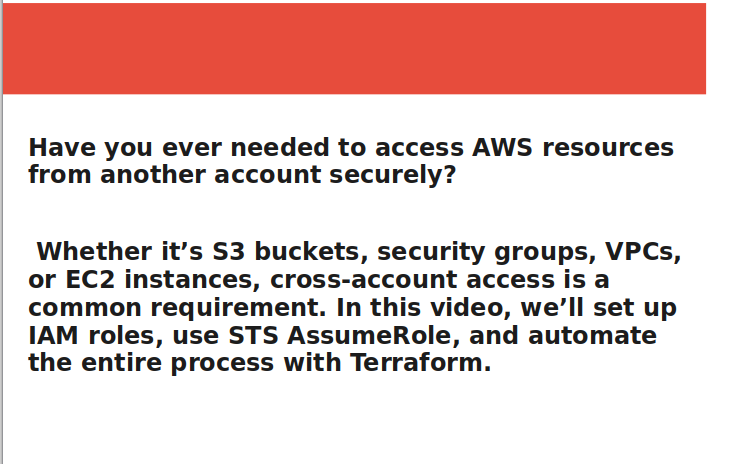 Have you ever needed to access AWS resources
from another account securely?
Whether it’s S3 buckets, security groups, VPCs,
or EC2 instances, cross-account access is a
common requirement. In this video, we’ll set up
IAM roles, use STS AssumeRole, and automate
the entire process with Terraform.